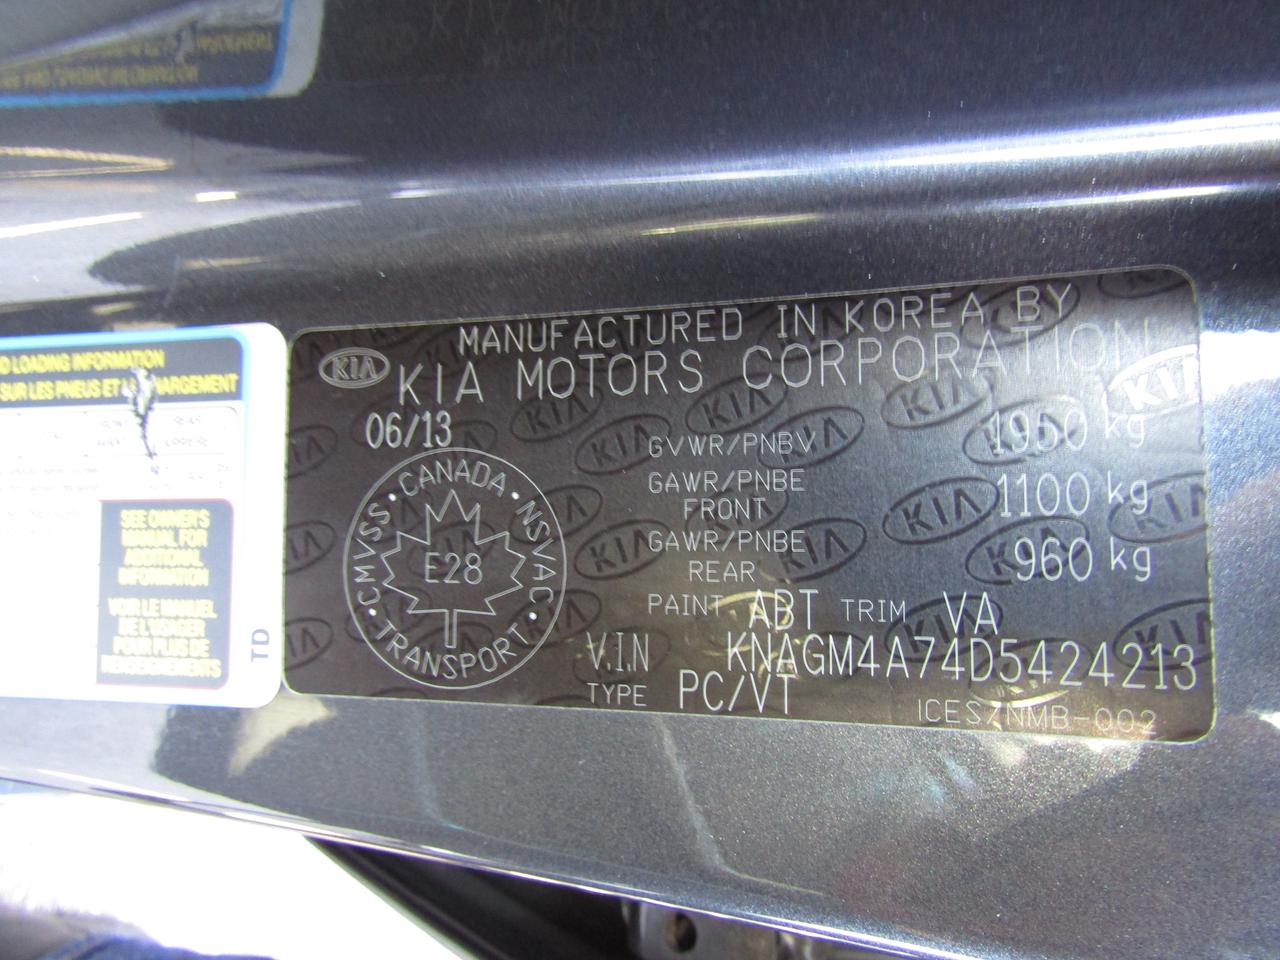 MANUFACTURED IN KOREA BY
KIA
KIA MOTORS CORPORATION
06/13
GVWR/PNBV 1950 kg
GAWR/PNBE FRONT 1100 kg
GAWR/PNBE REAR 960 kg
PAINT ABT TRIM VA
V.I.N KNAGM4A74D5424213
TYPE PC/VT
ICES/NMB-002
CANADA
CMVSS NSVAC
E28
TRANSPORT
LOADING INFORMATION
SUR LES PNEUS ET LE CHARGEMENT
SEE OWNER'S
MANUAL FOR
ADDITIONAL
INFORMATION
VOIR LE MANUEL
DE L'USAGER
POUR PLUS DE
RENSEIGNEMENTS
TD